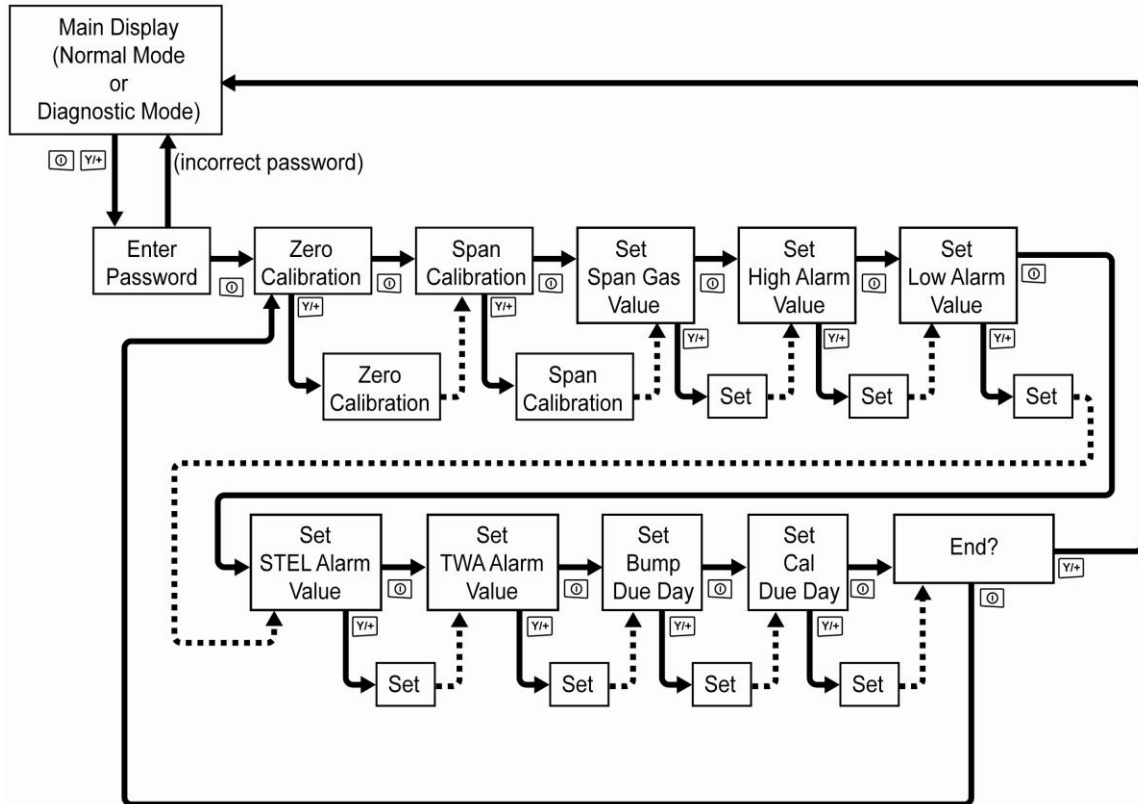 Main Display
(Normal Mode
or
Diagnostic Mode)
Y/+
(incorrect password)
Enter
Password
Zero
Calibration
Span
Calibration
Set
Span Gas
Value
Set
High Alarm
Value
Set
Low Alarm
Value
Y/+
Y/+
Y/+
Y/+
Y/+
Zero
Calibration
Span
Calibration
Set
Set
Set
Set
STEL Alarm
Value
Set
TWA Alarm
Value
Set
Bump
Due Day
Set
Cal
Due Day
End?
Y/+
Y/+
Y/+
Y/+
Y/+
Set
Set
Set
Set